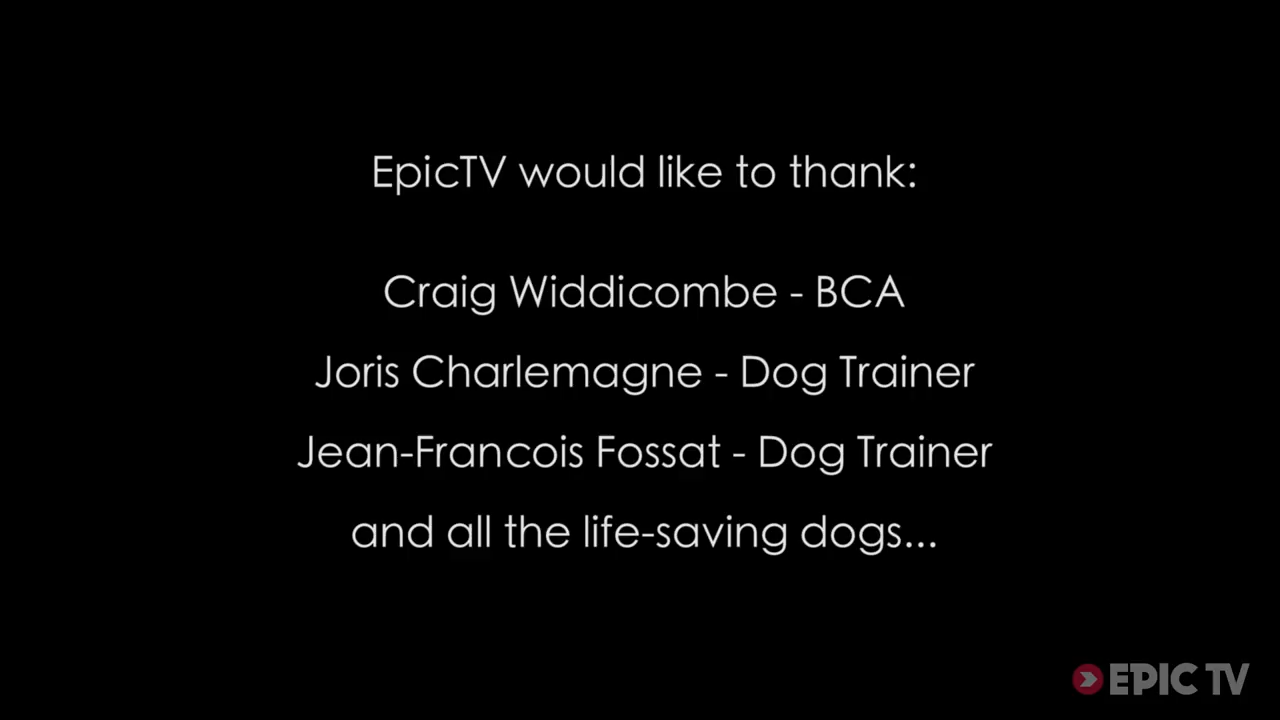 EpicTV would like to thank:
Craig Widdicombe - BCA
Joris Charlemagne - Dog Trainer
Jean-Francois Fossat - Dog Trainer
and all the life-saving dogs...
EPIC TV